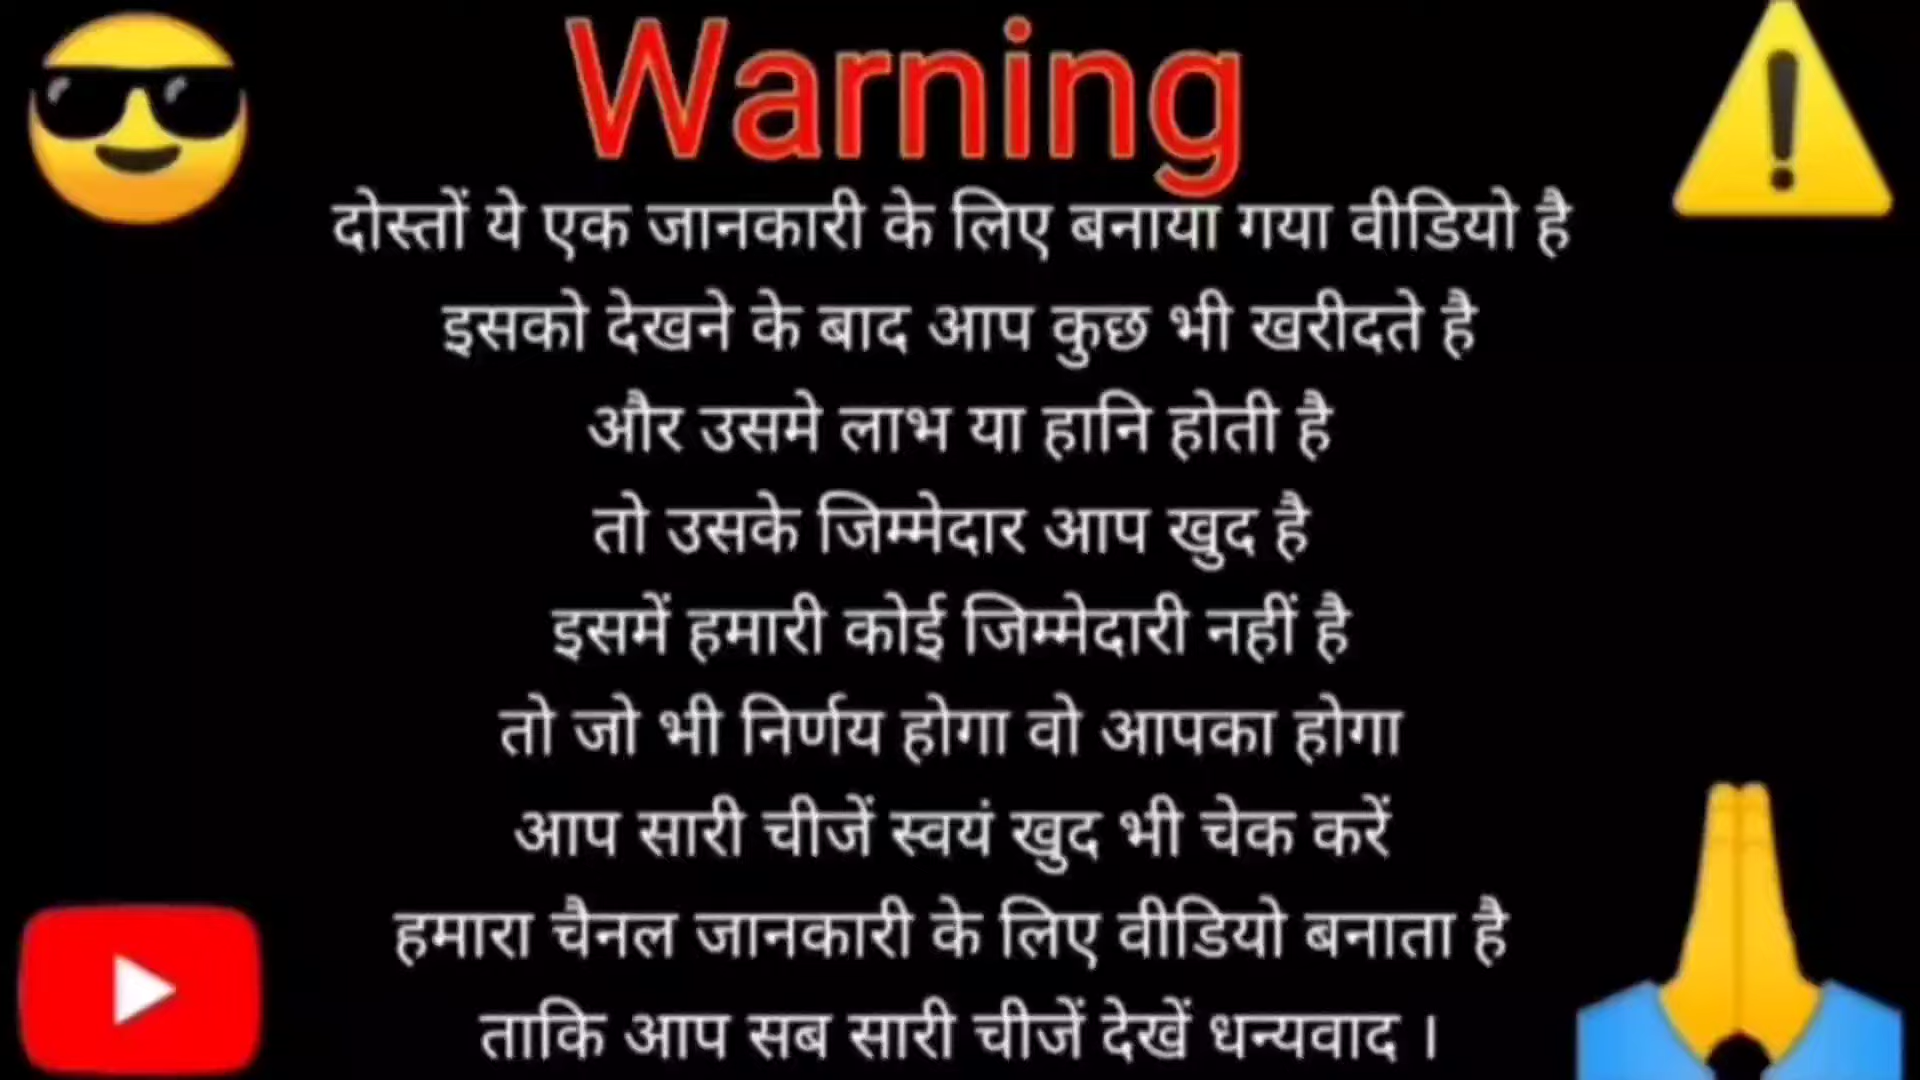 Warning
दोस्तों ये एक जानकारी के लिए बनाया गया वीडियो है
इसको देखने के बाद आप कुछ भी खरीदते है
और उसमे लाभ या हानि होती है
तो उसके जिम्मेदार आप खुद है
इसमें हमारी कोई जिम्मेदारी नहीं है
तो जो भी निर्णय होगा वो आपका होगा
आप सारी चीजें स्वयं खुद भी चेक करें
हमारा चैनल जानकारी के लिए वीडियो बनाता है
ताकि आप सब सारी चीजें देखें धन्यवाद ।